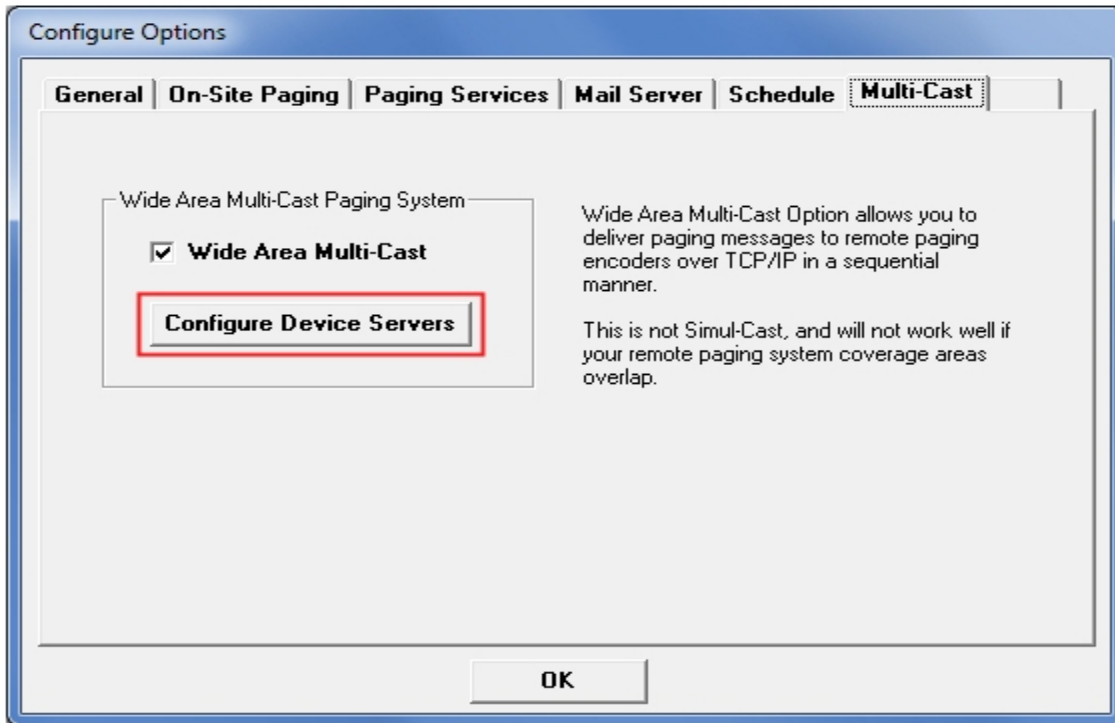 Configure Options
General On-Site Paging Paging Services Mail Server Schedule Multi-Cast
Wide Area Multi-Cast Paging System
Wide Area Multi-Cast
Configure Device Servers
Wide Area Multi-Cast Option allows you to
deliver paging messages to remote paging
encoders over TCP/IP in a sequential
manner.
This is not Simul-Cast, and will not work well if
your remote paging system coverage areas
overlap.
OK